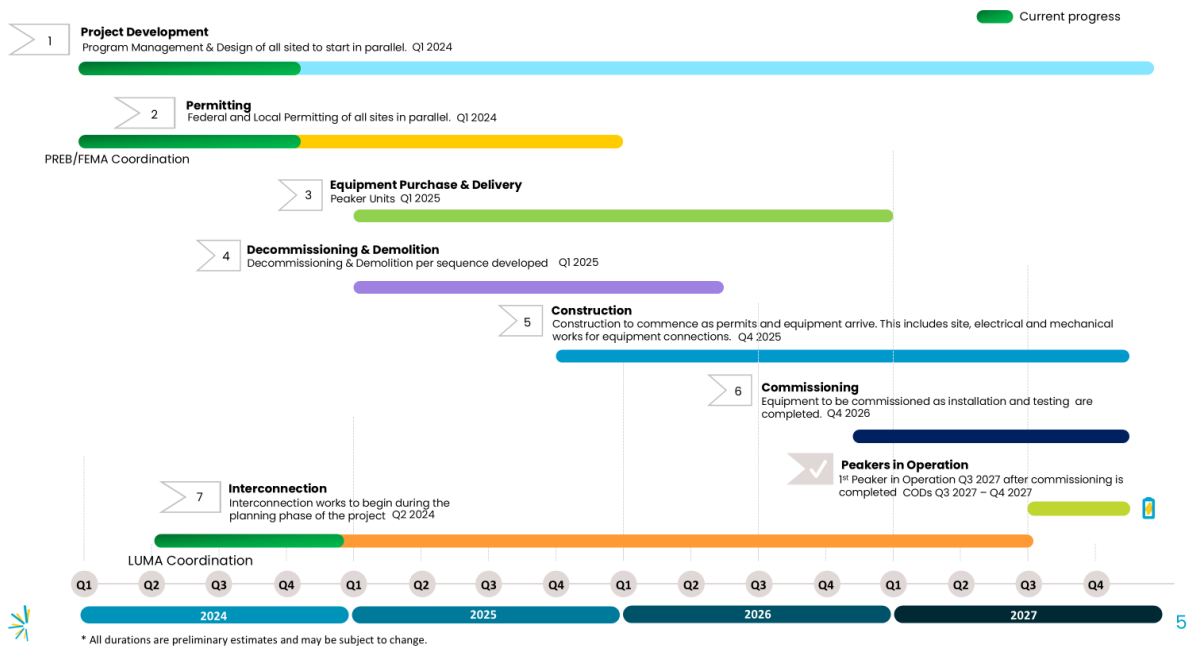 Current progress
1
Project Development
Program Management & Design of all sited to start in parallel. Q1 2024
2
Permitting
Federal and Local Permitting of all sites in parallel. Q1 2024
PREB/FEMA Coordination
3
Equipment Purchase & Delivery
Peaker Units Q1 2025
4
Decommissioning & Demolition
Decommissioning & Demolition per sequence developed Q1 2025
5
Construction
Construction to commence as permits and equipment arrive. This includes site, electrical and mechanical
works for equipment connections. Q4 2025
6
Commissioning
Equipment to be commissioned as installation and testing are
completed. Q4 2026
Peakers in Operation
1st Peaker in Operation Q3 2027 after commissioning is
completed CODs Q3 2027 – Q4 2027
7
Interconnection
Interconnection works to begin during the
planning phase of the project Q2 2024
LUMA Coordination
Q1 Q2 Q3 Q4 Q1 Q2 Q3 Q4 Q1 Q2 Q3 Q4 Q1 Q2 Q3 Q4
2024 2025 2026 2027
5
* All durations are preliminary estimates and may be subject to change.